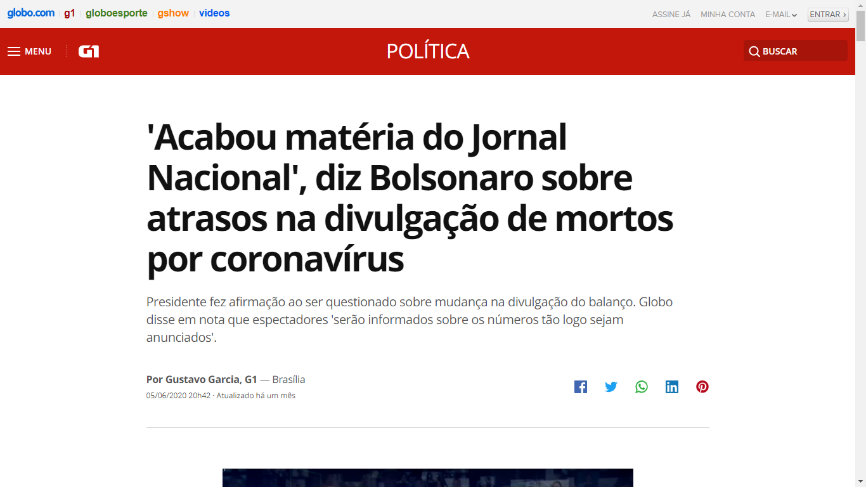 globo.com g1 globoesporte gshow vídeos ASSINE JÁ MINHA CONTA E-MAIL ENTRAR ›
MENU G1 POLÍTICA BUSCAR
'Acabou matéria do Jornal
Nacional', diz Bolsonaro sobre
atrasos na divulgação de mortos
por coronavírus
Presidente fez afirmação ao ser questionado sobre mudança na divulgação do balanço. Globo
disse em nota que espectadores 'serão informados sobre os números tão logo sejam
anunciados'.
Por Gustavo Garcia, G1 — Brasília
05/06/2020 20h42 · Atualizado há um mês